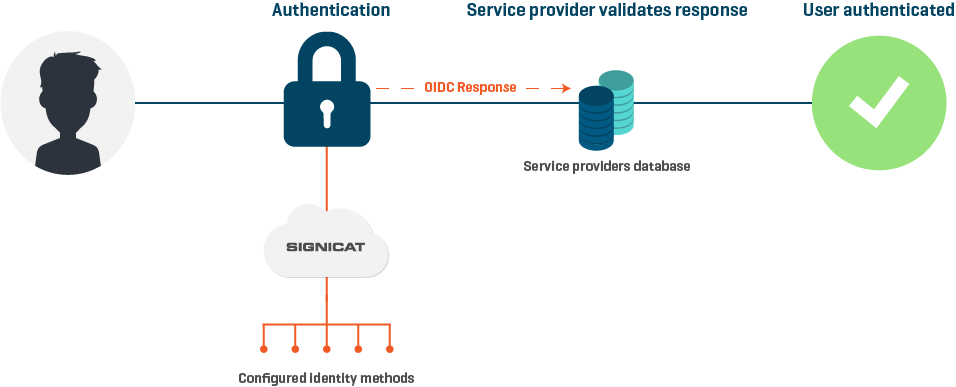 Authentication
Service provider validates response
User authenticated
OIDC Response
Service providers database
SIGNICAT
Configured identity methods